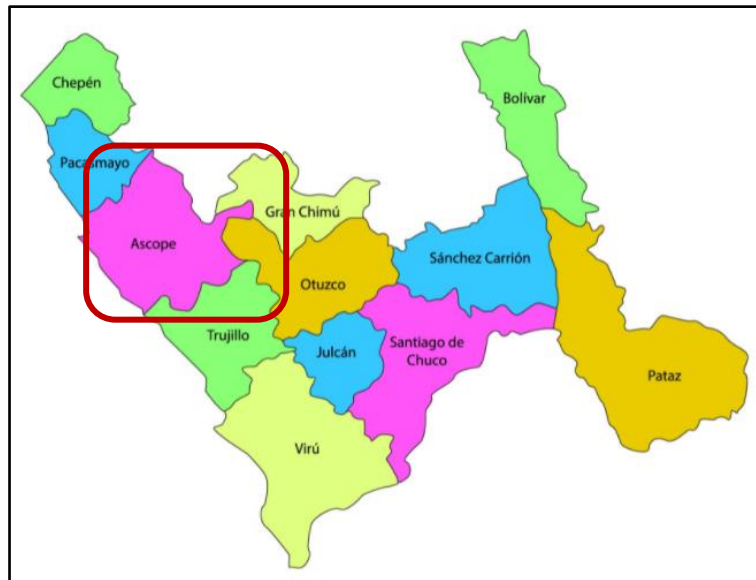 Chepén
Bolívar
Pacasmayo
Gran Chimú
Ascope
Sánchez Carrión
Otuzco
Trujillo
Julcán
Santiago de
Chuco
Pataz
Virú